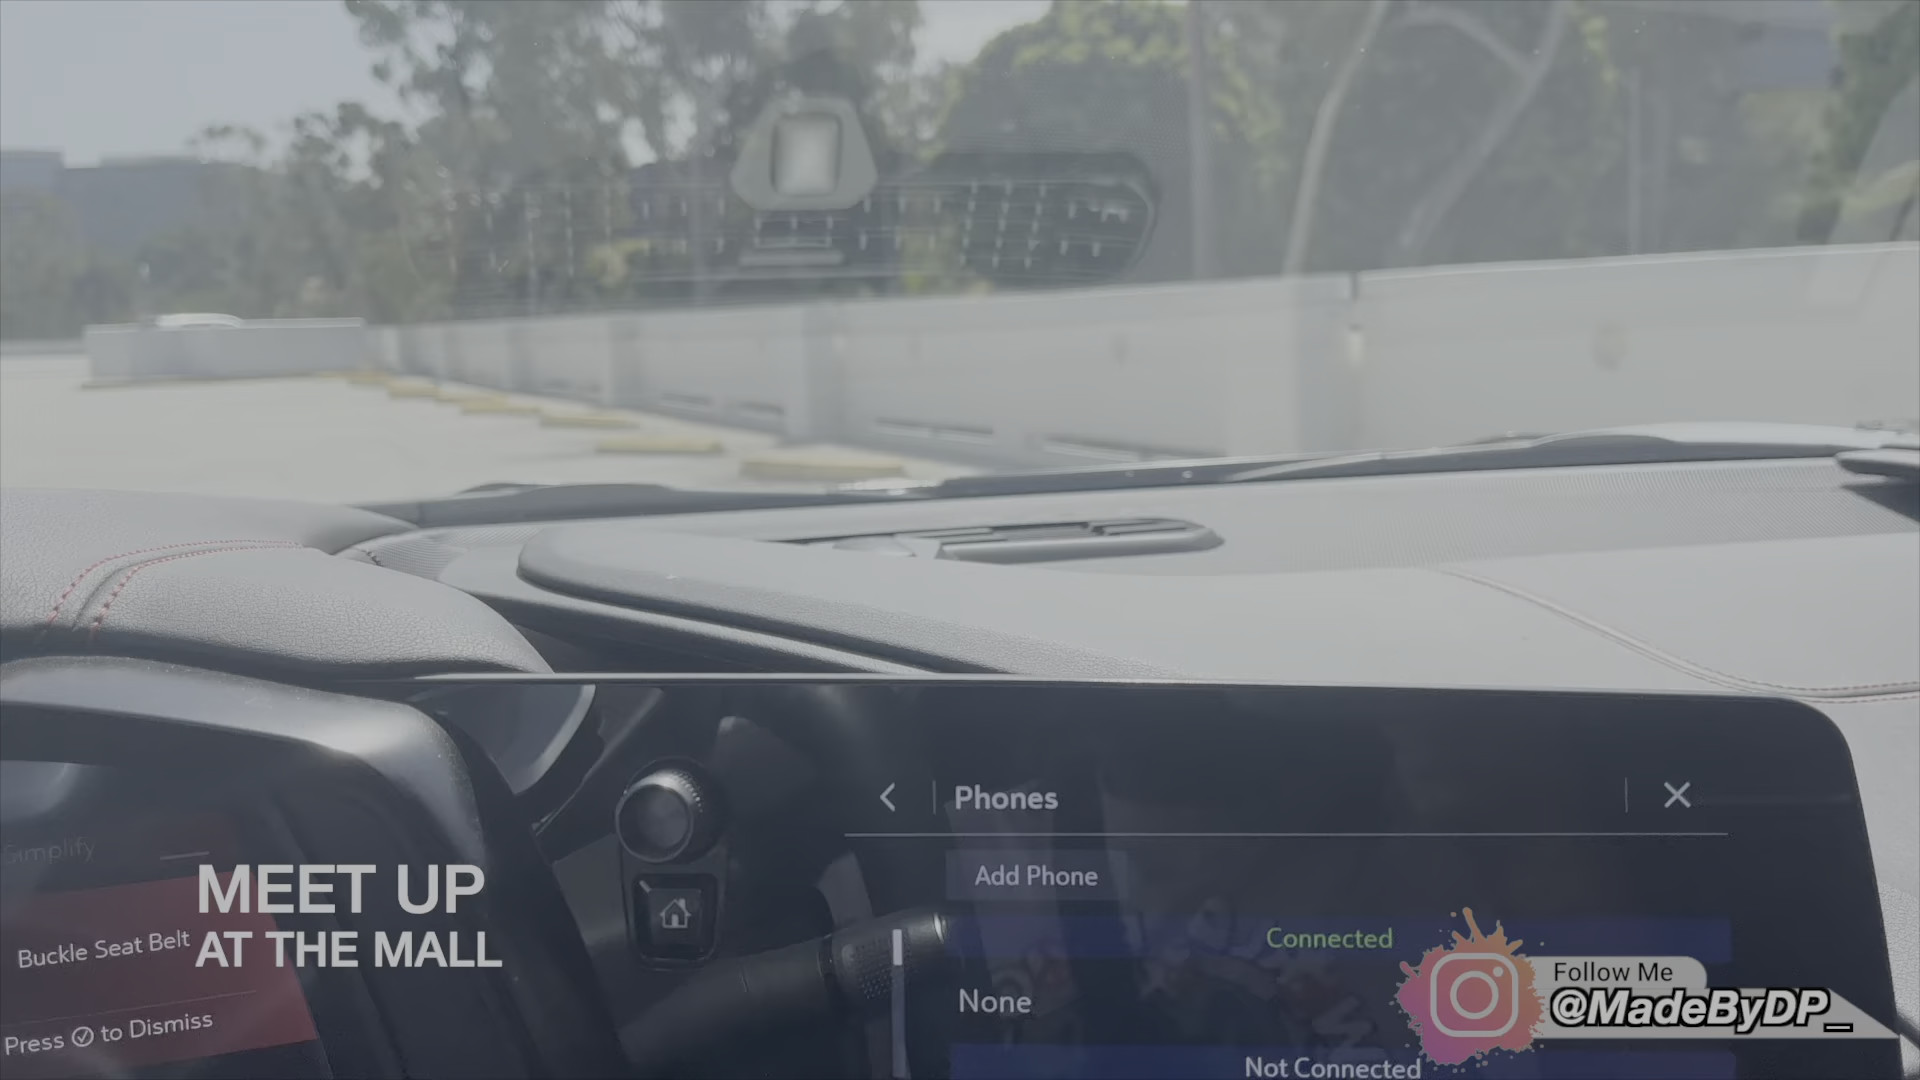 Phones
Add Phone
Connected
None
Not Connected
Simplify
Buckle Seat Belt
Press to Dismiss
MEET UP
AT THE MALL
Follow Me
@MadeByDP_